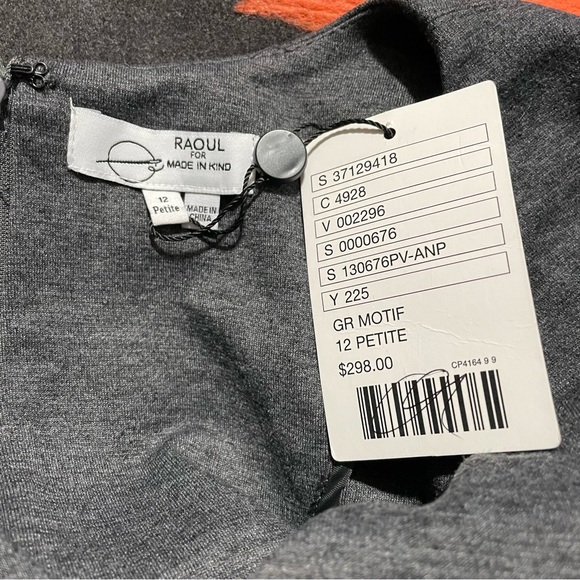 RAOUL
FOR
MADE IN KIND
12
Petite
MADE IN
CHINA
S 37129418
C 4928
V 002296
S 0000676
S 130676PV-ANP
Y 225
GR MOTIF
12 PETITE
$298.00
CP4164 9 9